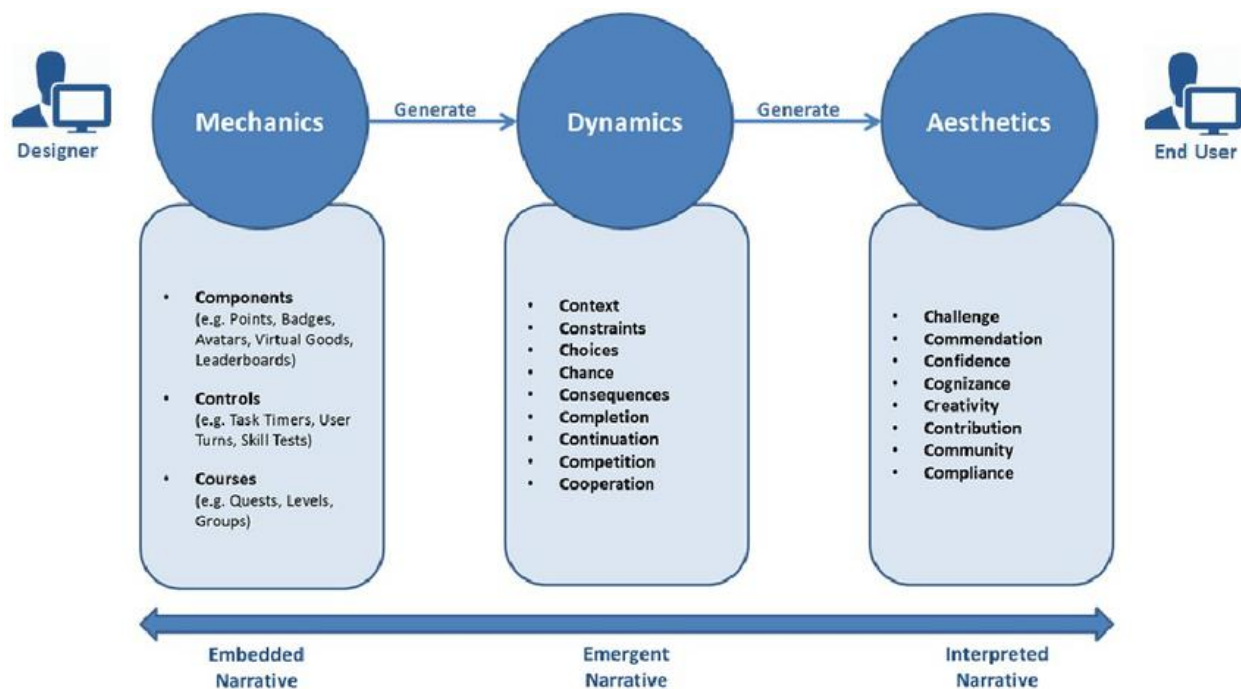 Designer
Mechanics
Generate
Dynamics
Generate
Aesthetics
End User
• Components
(e.g. Points, Badges,
Avatars, Virtual Goods,
Leaderboards)
• Controls
(e.g. Task Timers, User
Turns, Skill Tests)
• Courses
(e.g. Quests, Levels,
Groups)
• Context
• Constraints
• Choices
• Chance
• Consequences
• Completion
• Continuation
• Competition
• Cooperation
• Challenge
• Commendation
• Confidence
• Cognizance
• Creativity
• Contribution
• Community
• Compliance
Embedded
Narrative
Emergent
Narrative
Interpreted
Narrative